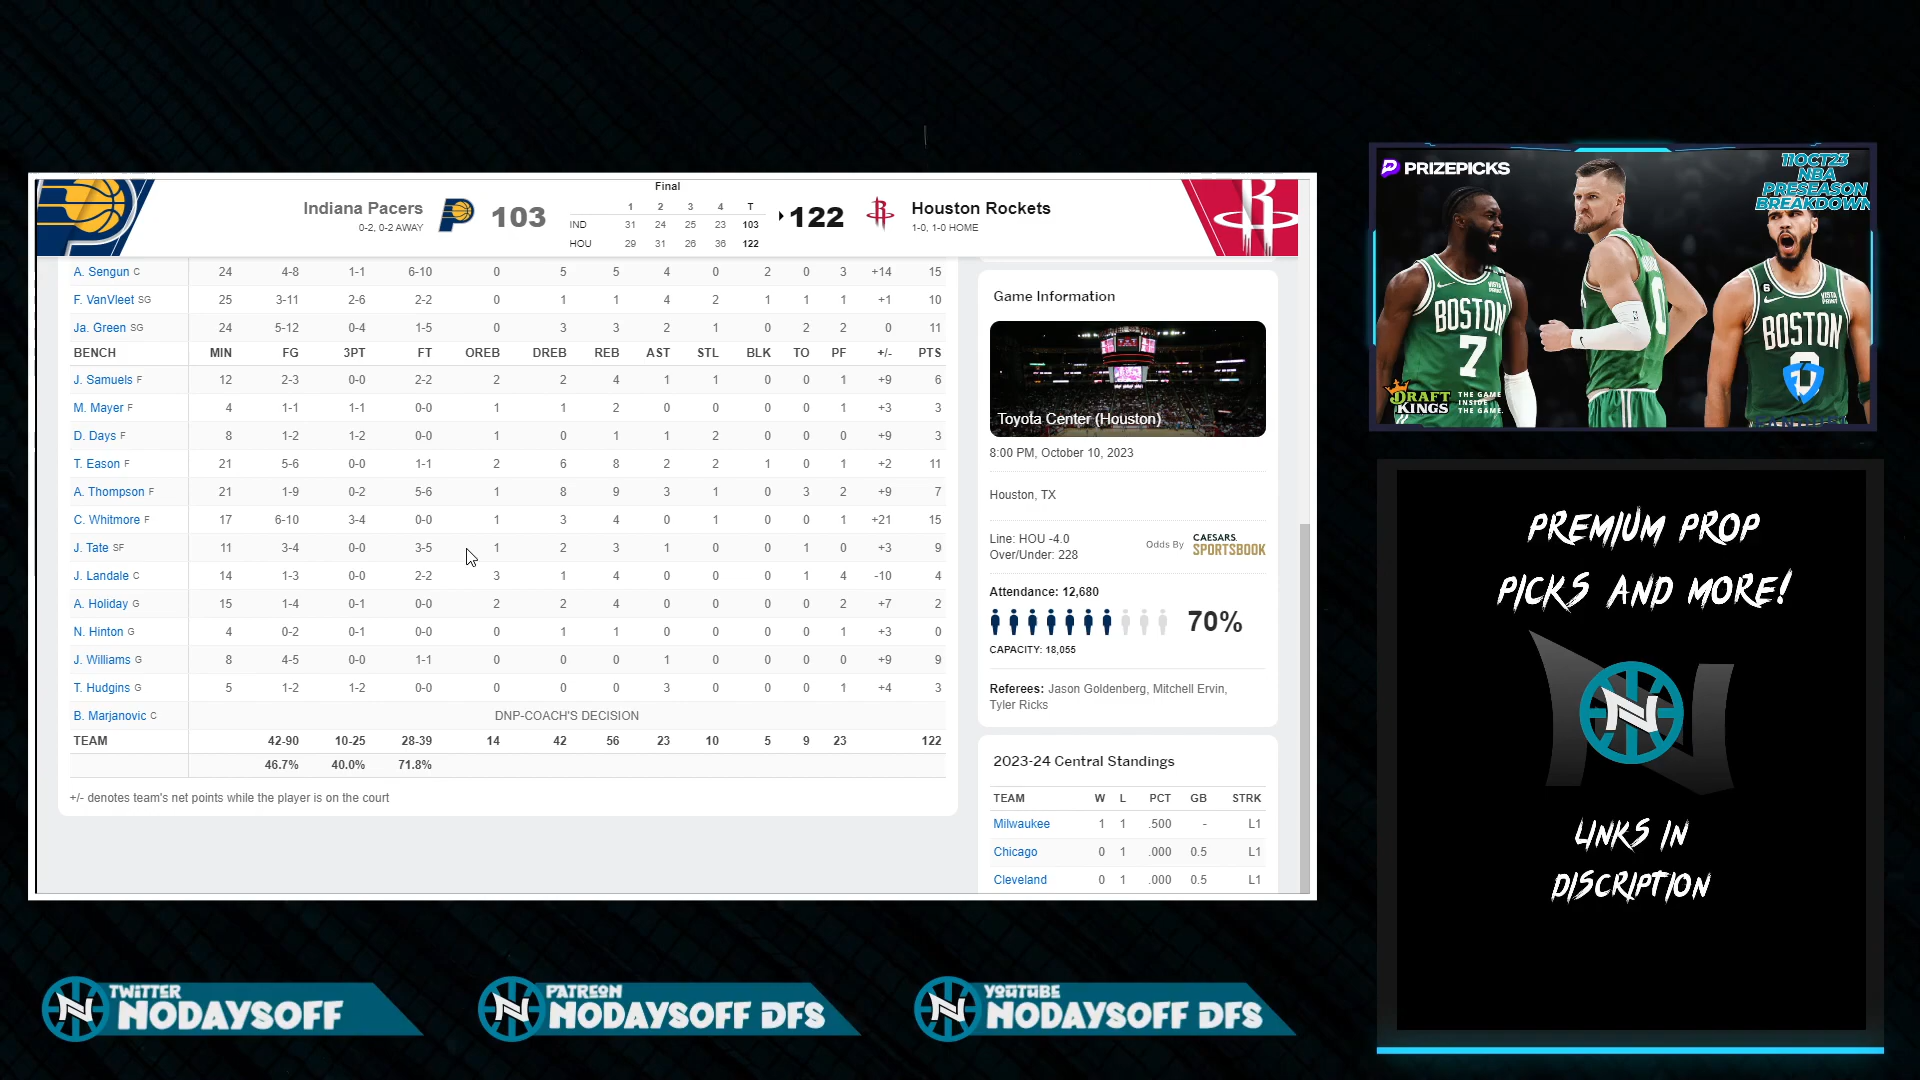 Final
Indiana Pacers
0-2, 0-2 AWAY
103
1 2 3 4 T
IND 31 24 25 23 103
HOU 29 31 26 36 122
122
Houston Rockets
1-0, 1-0 HOME
A. Sengun C 24 4-8 1-1 6-10 0 5 5 4 0 2 0 3 +14 15
F. VanVleet SG 25 3-11 2-6 2-2 0 1 1 4 2 1 1 1 +1 10
Ja. Green SG 24 5-12 0-4 1-5 0 3 3 2 1 0 2 2 0 11
BENCH MIN FG 3PT FT OREB DREB REB AST STL BLK TO PF +/- PTS
J. Samuels F 12 2-3 0-0 2-2 2 2 4 1 1 0 0 1 +9 6
M. Mayer F 4 1-1 1-1 0-0 1 1 2 0 0 0 0 1 +3 3
D. Days F 8 1-2 1-2 0-0 1 0 1 1 2 0 0 0 +9 3
T. Eason F 21 5-6 0-0 1-1 2 6 8 2 2 1 0 1 +2 11
A. Thompson F 21 1-9 0-2 5-6 1 8 9 3 1 0 3 2 +9 7
C. Whitmore F 17 6-10 3-4 0-0 1 3 4 0 1 0 0 1 +21 15
J. Tate SF 11 3-4 0-0 3-5 1 2 3 1 0 0 1 0 +3 9
J. Landale C 14 1-3 0-0 2-2 3 1 4 0 0 0 1 4 -10 4
A. Holiday G 15 1-4 0-1 0-0 2 2 4 0 0 0 0 2 +7 2
N. Hinton G 4 0-2 0-1 0-0 0 1 1 0 0 0 0 1 +3 0
J. Williams G 8 4-5 0-0 1-1 0 0 0 1 0 0 0 0 +9 9
T. Hudgins G 5 1-2 1-2 0-0 0 0 0 3 0 0 0 1 +4 3
B. Marjanovic C DNP-COACH'S DECISION
TEAM 42-90 10-25 28-39 14 42 56 23 10 5 9 23 122
46.7% 40.0% 71.8%
+/- denotes team's net points while the player is on the court
Game Information
Toyota Center (Houston)
8:00 PM, October 10, 2023
Houston, TX
Line: HOU -4.0
Over/Under: 228
Odds By CAESARS SPORTSBOOK
Attendance: 12,680
70%
CAPACITY: 18,055
Referees: Jason Goldenberg, Mitchell Ervin,
Tyler Ricks
2023-24 Central Standings
TEAM W L PCT GB STRK
Milwaukee 1 1 .500 - L1
Chicago 0 1 .000 0.5 L1
Cleveland 0 1 .000 0.5 L1
PRIZEPICKS
11OCT23
NBA
PRESEASON
BREAKDOWN
BOSTON
7
BOSTON
0
DRAFT
KINGS
THE GAME
INSIDE
THE GAME.
PREMIUM PROP
PICKS AND MORE!
N
LINKS IN
DISCRIPTION
TWITTER
NODAYSOFF
PATREON
NODAYSOFF DFS
YOUTUBE
NODAYSOFF DFS